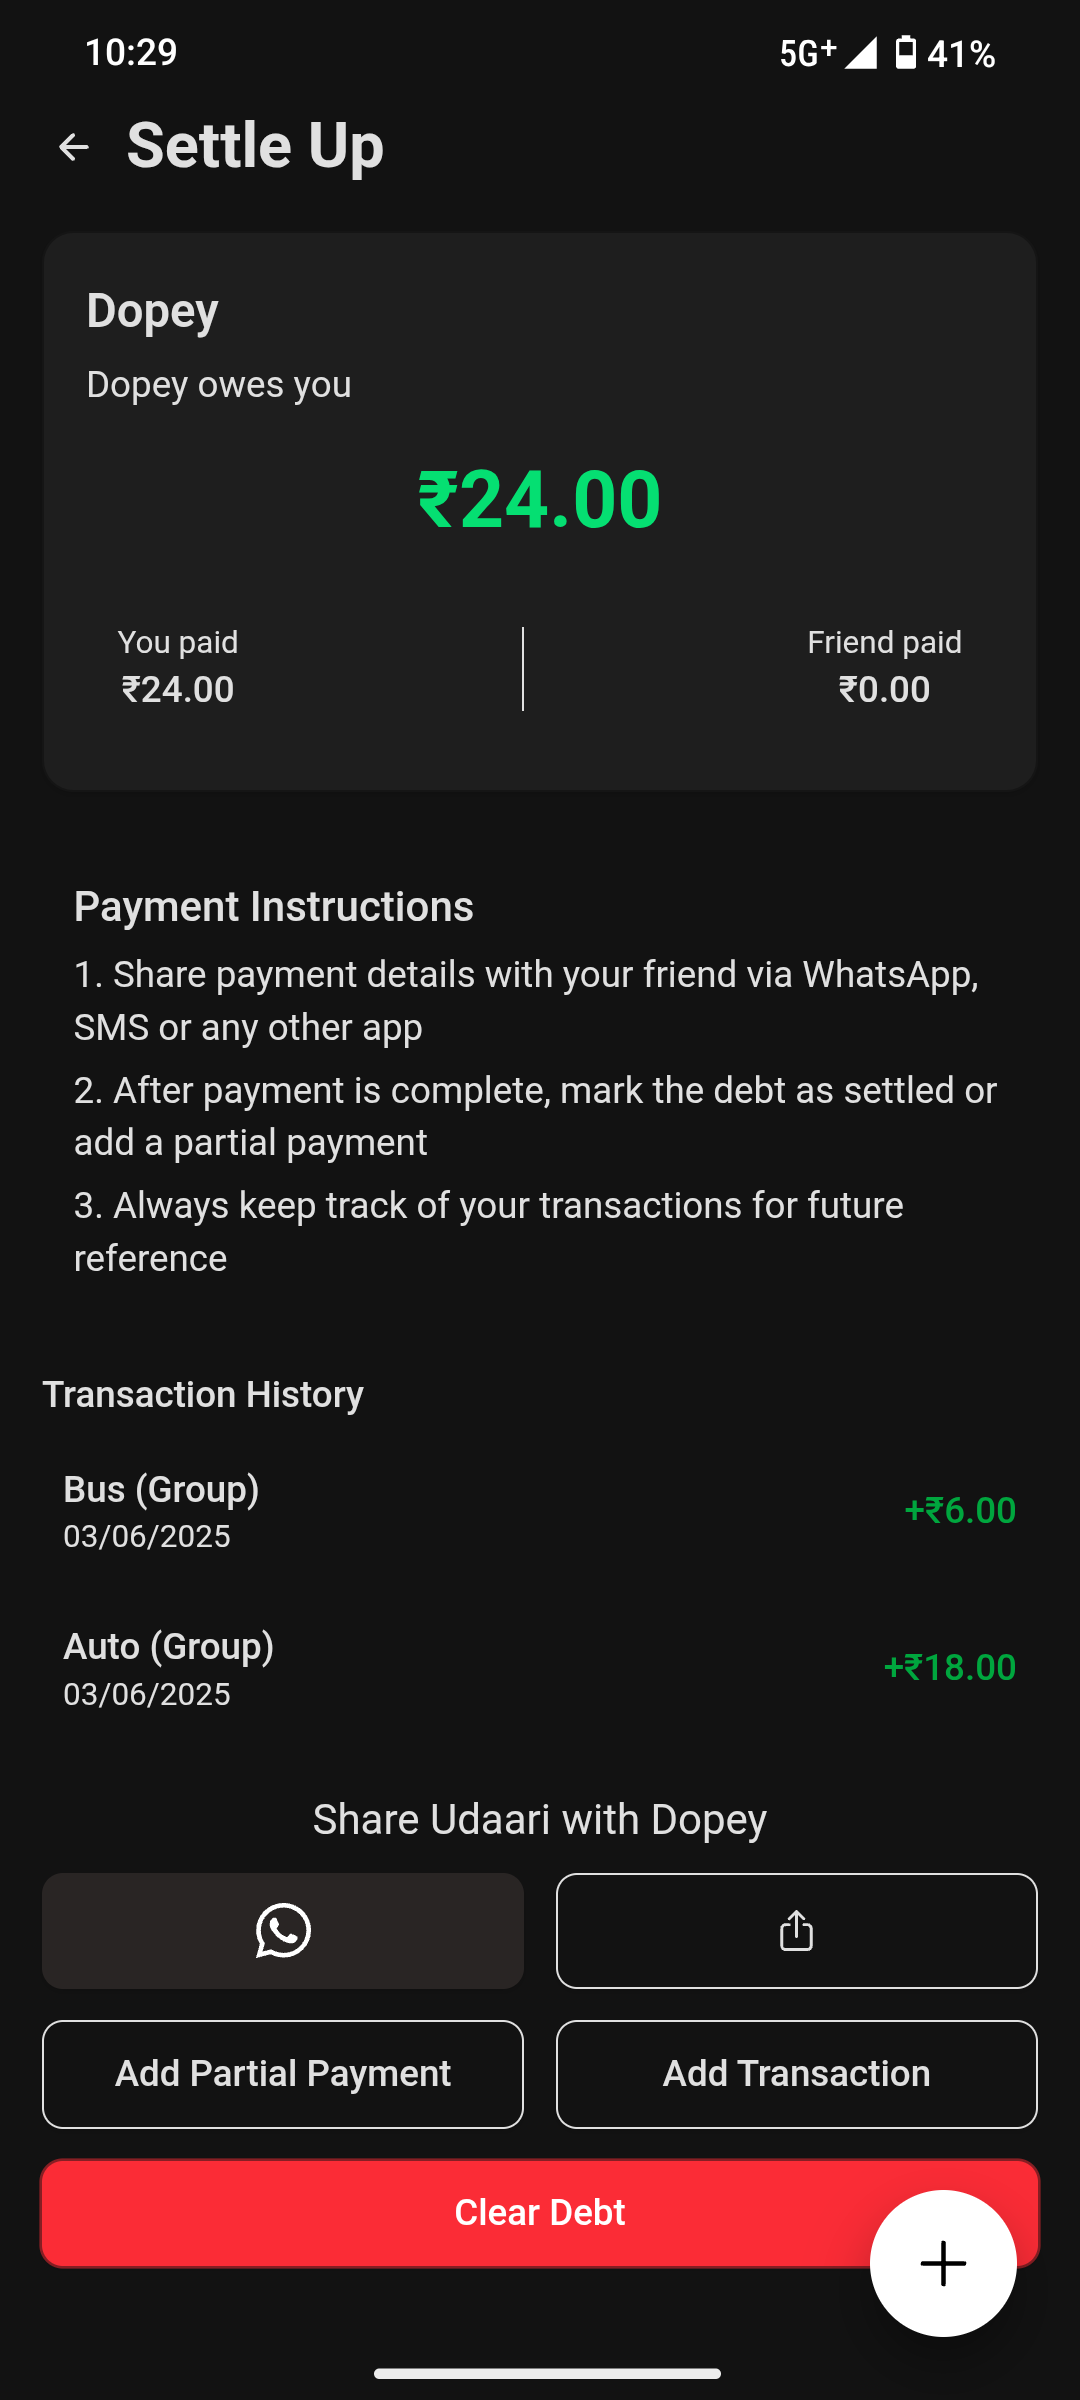 10:29
5G+ 41%
Settle Up
Dopey
Dopey owes you
₹24.00
You paid
₹24.00
Friend paid
₹0.00
Payment Instructions
1. Share payment details with your friend via WhatsApp,
SMS or any other app
2. After payment is complete, mark the debt as settled or
add a partial payment
3. Always keep track of your transactions for future
reference
Transaction History
Bus (Group)
03/06/2025
+₹6.00
Auto (Group)
03/06/2025
+₹18.00
Share Udaari with Dopey
Add Partial Payment
Add Transaction
Clear Debt